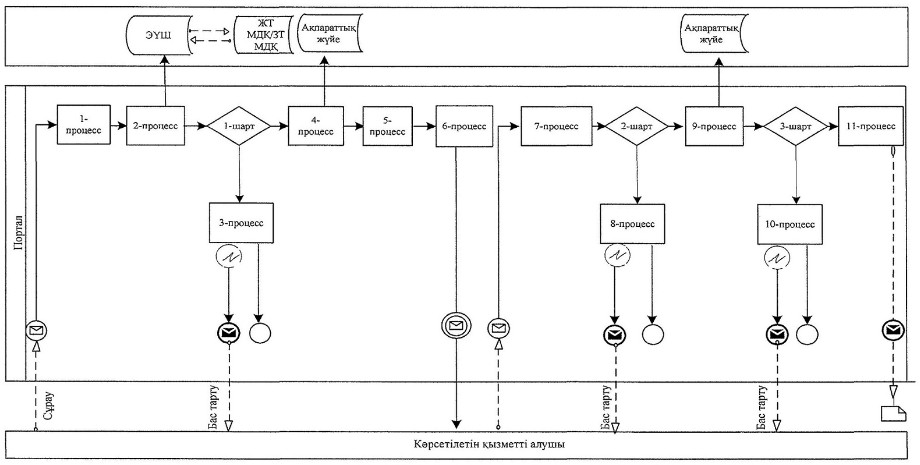 ЭҮШ
ЖТ
МДҚ/ЗТ
МДҚ
Ақпараттық
жүйе
Ақпараттық
жүйе
Портал
1-
процесс
2-процесс
1-шарт
4-
процесс
5-
процесс
6-процесс
7-процесс
2-шарт
9-процесс
3-шарт
11-процесс
3-процесс
8-процесс
10-процесс
Сұрау
Бас тарту
Бас тарту
Бас тарту
Көрсетілетін қызметті алушы